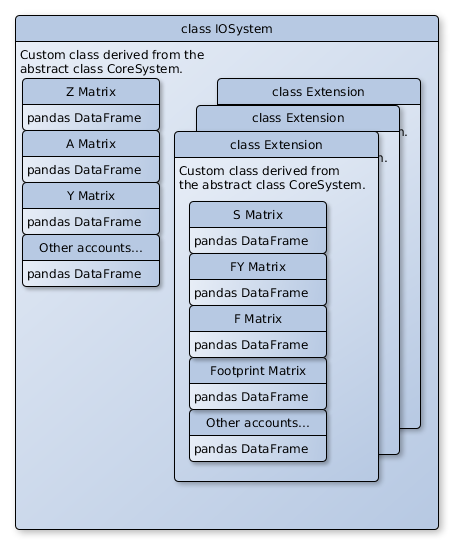 class IOSystem
Custom class derived from the
abstract class CoreSystem.
Z Matrix
pandas DataFrame
A Matrix
pandas DataFrame
Y Matrix
pandas DataFrame
Other accounts...
pandas DataFrame
class Extension
class Extension
class Extension
Custom class derived from
the abstract class CoreSystem.
S Matrix
pandas DataFrame
FY Matrix
pandas DataFrame
F Matrix
pandas DataFrame
Footprint Matrix
pandas DataFrame
Other accounts...
pandas DataFrame